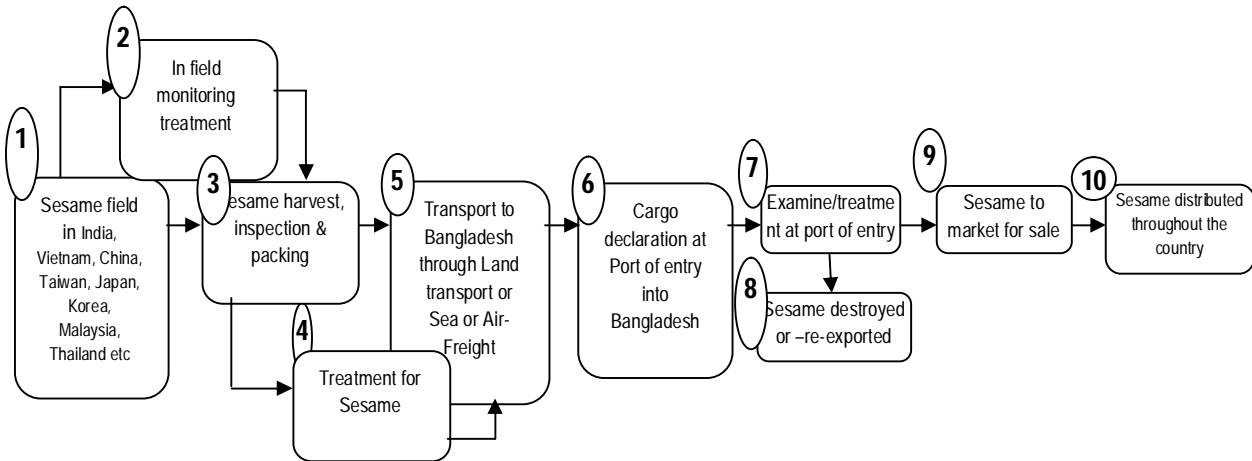 1
Sesame field
in India,
Vietnam, China,
Taiwan, Japan,
Korea,
Malaysia,
Thailand etc
2
In field
monitoring
treatment
3
Sesame harvest,
inspection &
packing
4
Treatment for
Sesame
5
Transport to
Bangladesh
through Land
transport or
Sea or Air-
Freight
6
Cargo
declaration at
Port of entry
into
Bangladesh
7
Examine/treatme
nt at port of entry
8
Sesame destroyed
or –re-exported
9
Sesame to
market for sale
10
Sesame distributed
throughout the
country